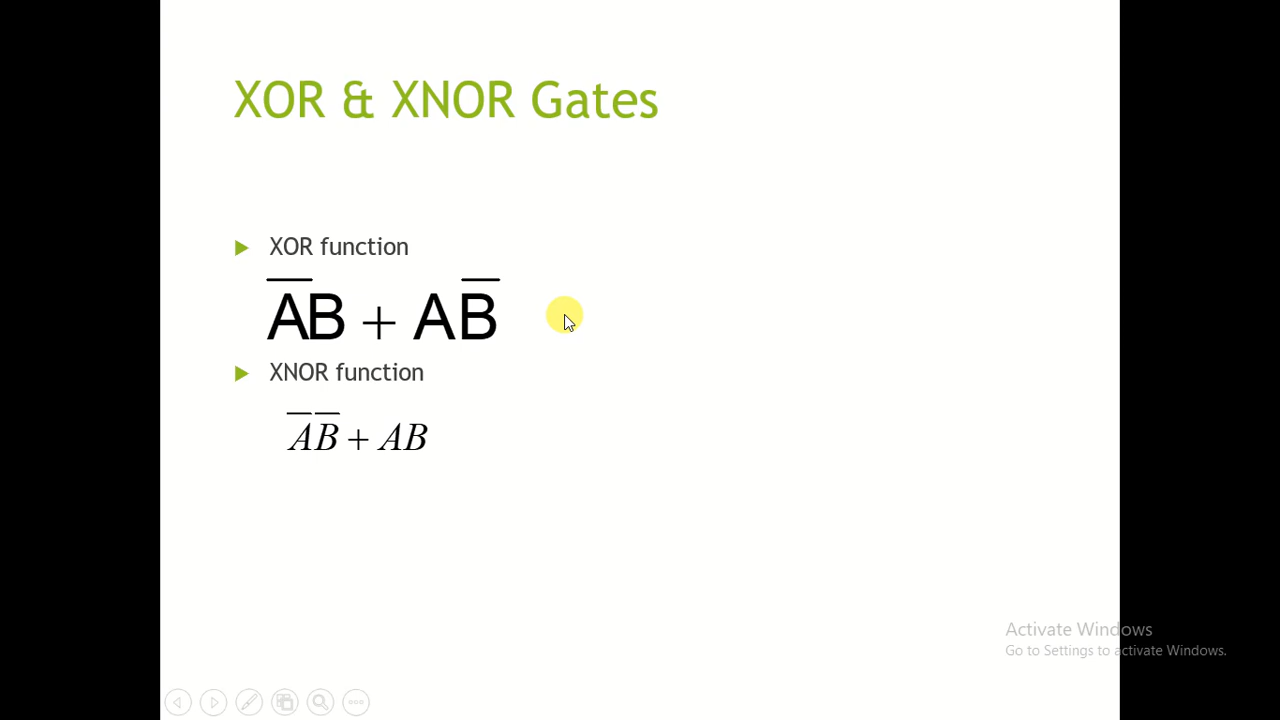 XOR & XNOR Gates
XOR function
A̅B + AB̅
XNOR function
A̅B̅ + AB
Activate Windows
Go to Settings to activate Windows.